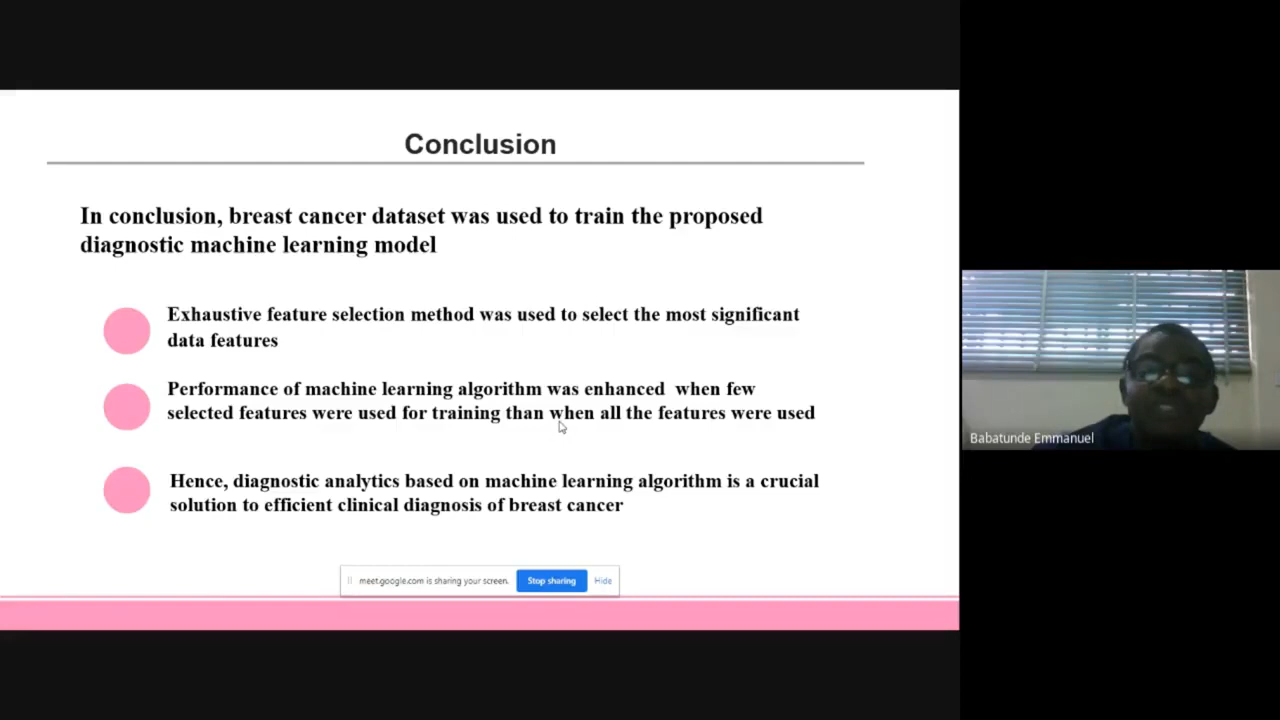 Conclusion
In conclusion, breast cancer dataset was used to train the proposed
diagnostic machine learning model
Exhaustive feature selection method was used to select the most significant
data features
Performance of machine learning algorithm was enhanced when few
selected features were used for training than when all the features were used
Hence, diagnostic analytics based on machine learning algorithm is a crucial
solution to efficient clinical diagnosis of breast cancer
meet.google.com is sharing your screen.
Stop sharing
Hide
Babatunde Emmanuel